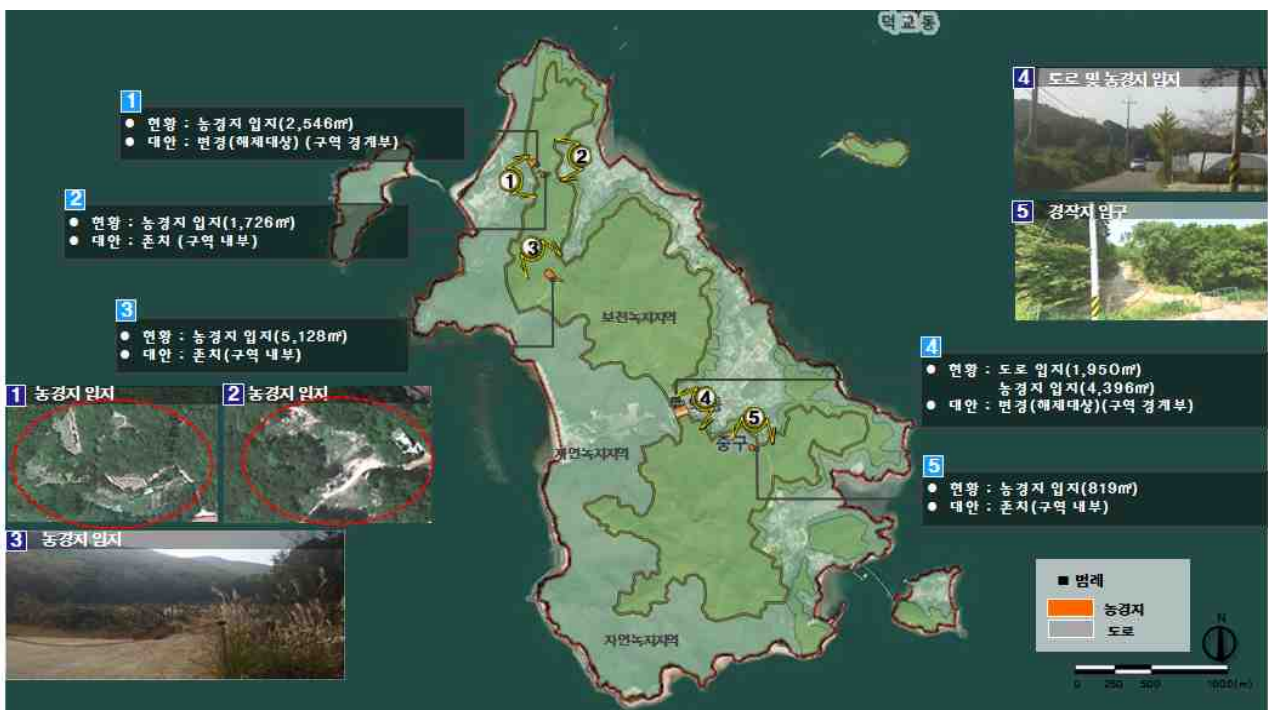 덕교동
1
● 현황 : 농경지 입지(2,546㎡)
● 대안 : 변경(해제대상) (구역 경계부)
2
● 현황 : 농경지 입지(1,726㎡)
● 대안 : 존치 (구역 내부)
3
● 현황 : 농경지 입지(5,128㎡)
● 대안 : 존치(구역 내부)
1 농경지 입지
2 농경지 입지
3 농경지 입지
1
2
3
4
5
보전녹지지역
중구
자연녹지지역
자연녹지지역
4 도로 및 농경지 입지
5 경작지 입구
4
● 현황 : 도로 입지(1,950㎡)
농경지 입지(4,396㎡)
● 대안 : 변경(해제대상)(구역 경계부)
5
● 현황 : 농경지 입지(819㎡)
● 대안 : 존치(구역 내부)
■ 범례
농경지
도로
N
0 250 500 1000(m)